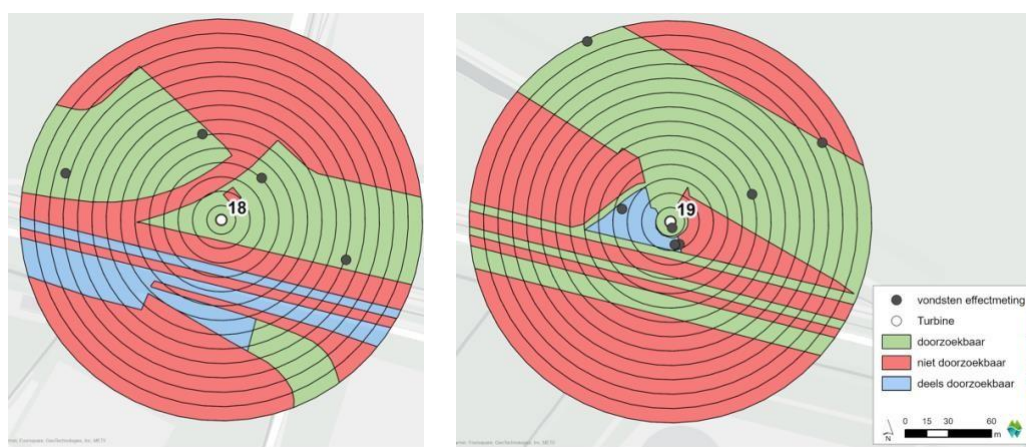 18
19
vondsten effectmeting
Turbine
doorzoekbaar
niet doorzoekbaar
deels doorzoekbaar
N
0 15 30 60
m